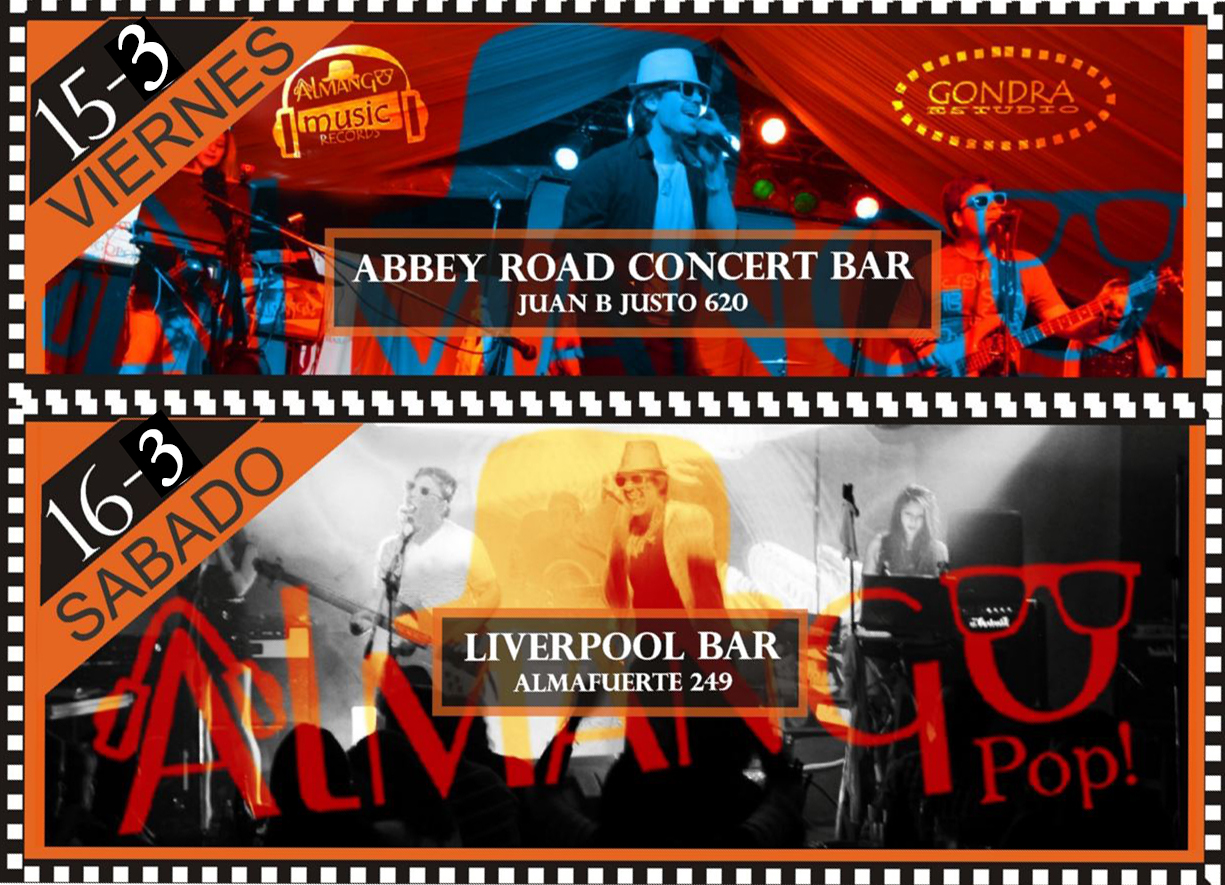 15-3
VIERNES
ALMANGO
music
RECORDS
GONDRA
ESTUDIO
ABBEY ROAD CONCERT BAR
JUAN B JUSTO 620
16-3
SABADO
LIVERPOOL BAR
ALMAFUERTE 249
ALMANGO
Pop!